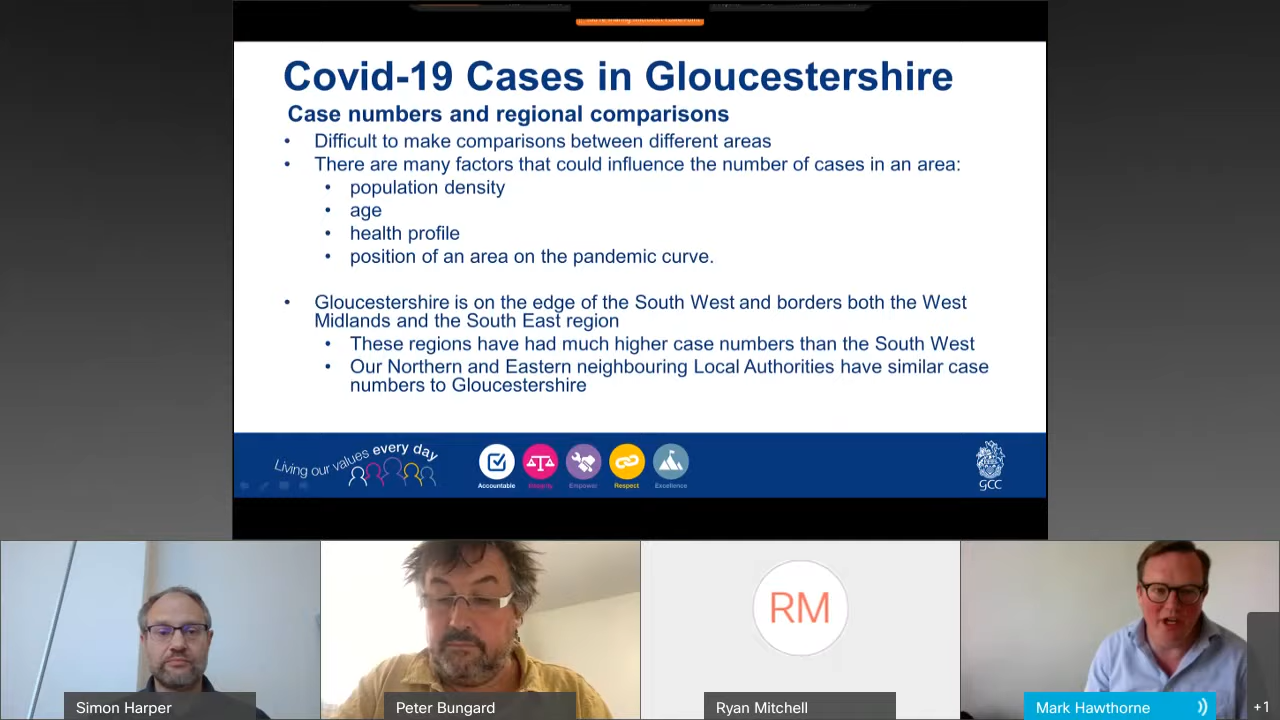 Covid-19 Cases in Gloucestershire
Case numbers and regional comparisons
• Difficult to make comparisons between different areas
• There are many factors that could influence the number of cases in an area:
• population density
• age
• health profile
• position of an area on the pandemic curve.
• Gloucestershire is on the edge of the South West and borders both the West
Midlands and the South East region
• These regions have had much higher case numbers than the South West
• Our Northern and Eastern neighbouring Local Authorities have similar case
numbers to Gloucestershire
Living our values every day
Accountable
Integrity
Empower
Respect
Excellence
GCC
RM
Simon Harper
Peter Bungard
Ryan Mitchell
Mark Hawthorne
+1